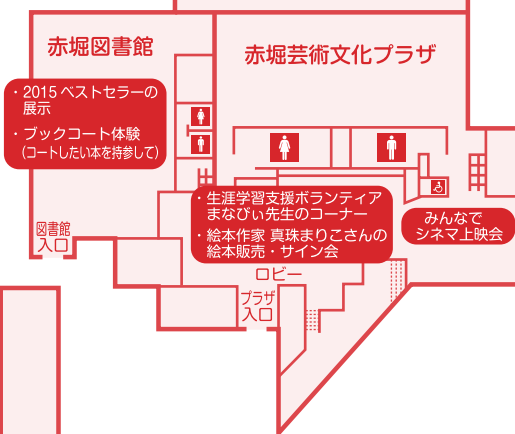 赤堀図書館
赤堀芸術文化プラザ
・2015 ベストセラーの
展示
・ブックコート体験
(コートしたい本を持参して)
・生涯学習支援ボランティア
まなびぃ先生のコーナー
・絵本作家 真珠まりこさんの
絵本販売・サイン会
みんなで
シネマ上映会
図書館
入口
ロビー
プラザ
入口